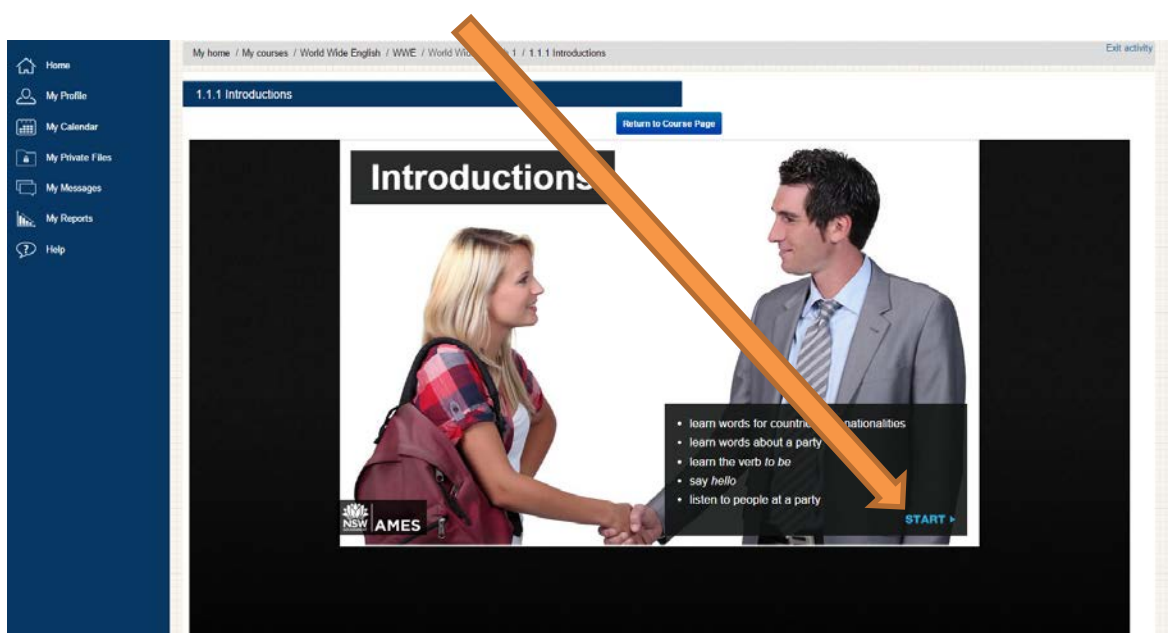 My home / My courses / World Wide English / WWE / World 1 / 1.1.1 Introductions
Exit activity
Home
My Profile
My Calendar
My Private Files
My Messages
My Reports
Help
1.1.1 Introductions
Return to Course Page
Introductions
• learn words for nationalities
• learn words about a party
• learn the verb to be
• say hello
• listen to people at a party
START
NSW AMES